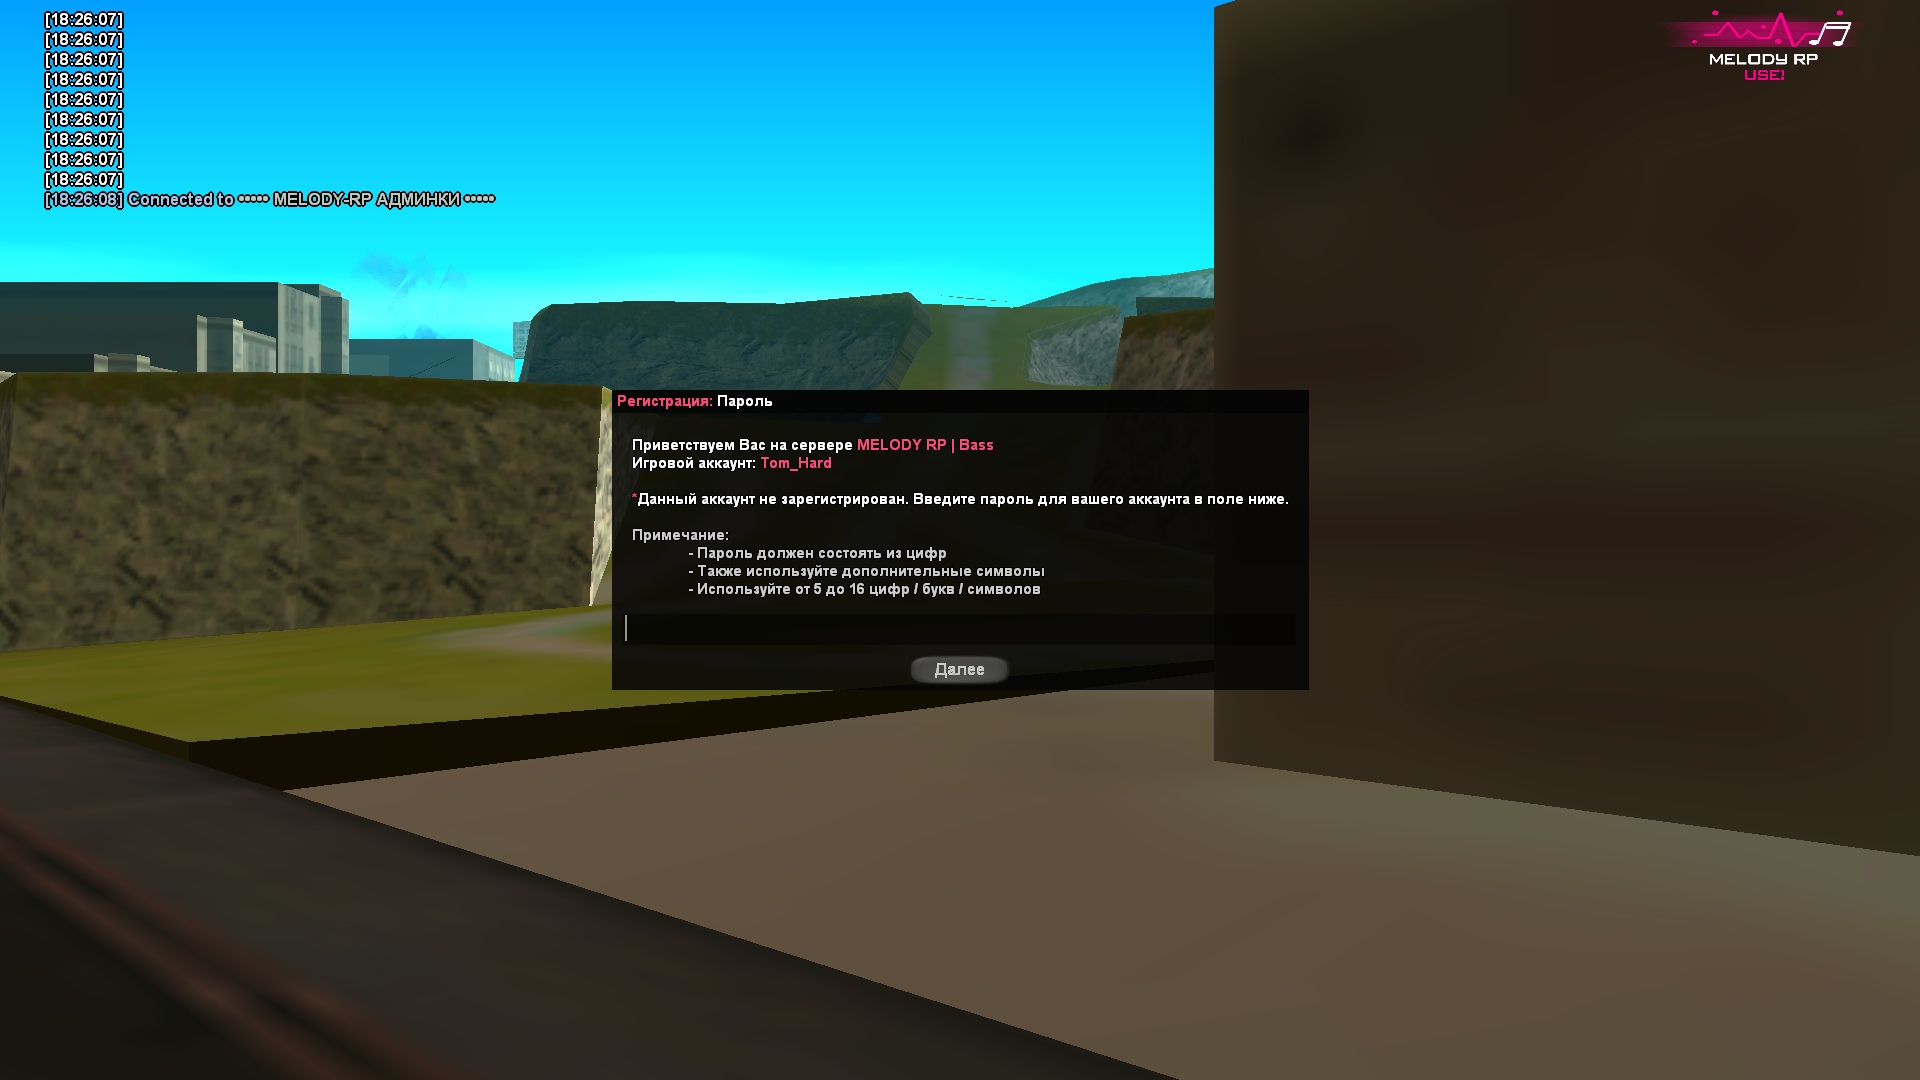 [18:26:07]
[18:26:07]
[18:26:07]
[18:26:07]
[18:26:07]
[18:26:07]
[18:26:07]
[18:26:07]
[18:26:07]
[18:26:08] Connected to ••••• MELODY-RP АДМИНКИ •••••
MELODY RP
USE!
Регистрация: Пароль
Приветствуем Вас на сервере MELODY RP | Bass
Игровой аккаунт: Tom_Hard
*Данный аккаунт не зарегистрирован. Введите пароль для вашего аккаунта в поле ниже.
Примечание:
- Пароль должен состоять из цифр
- Также используйте дополнительные символы
- Используйте от 5 до 16 цифр / букв / символов
Далее